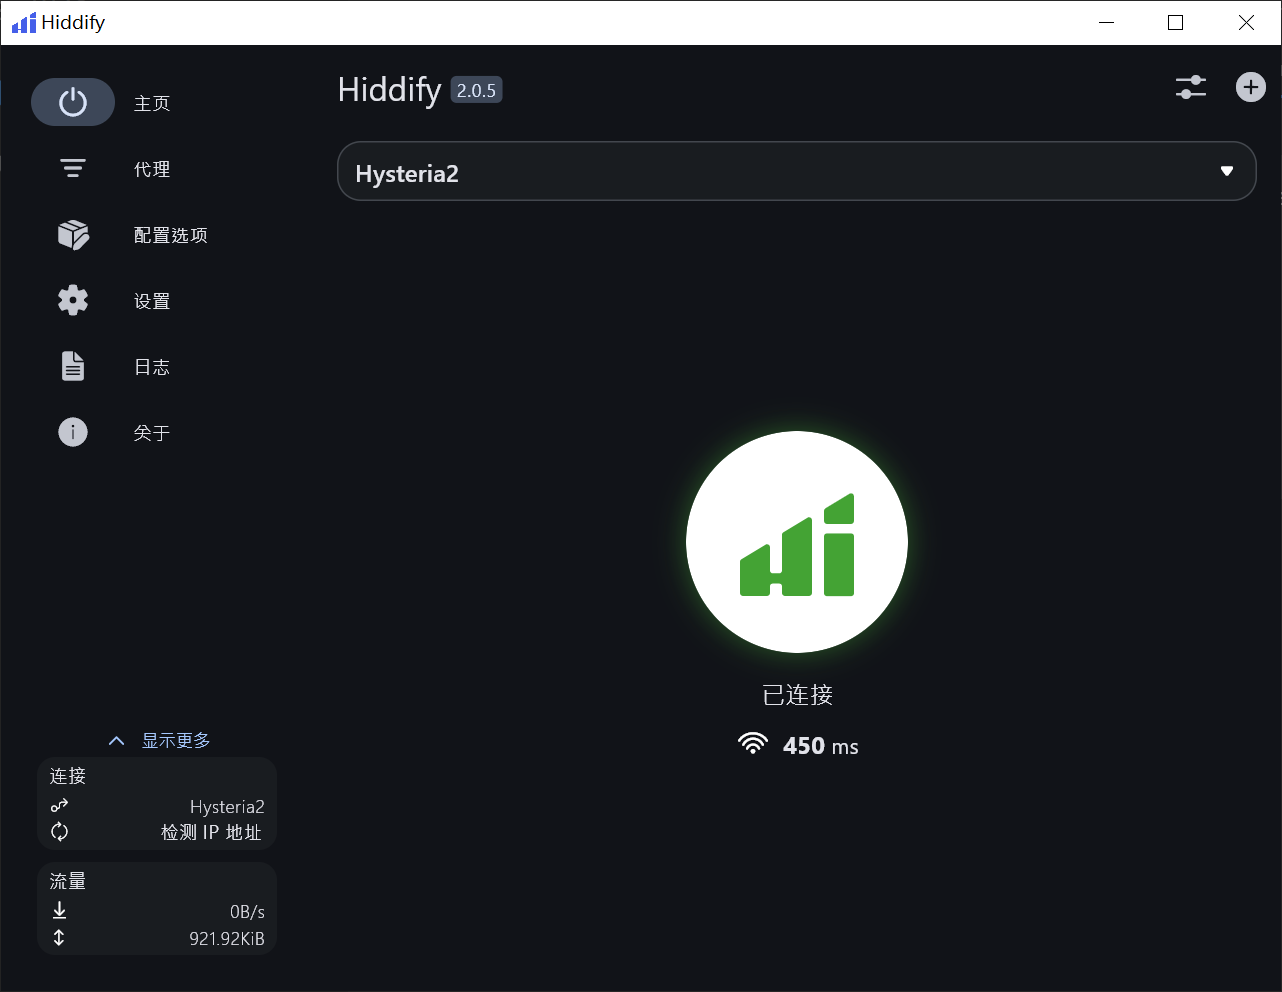 Hiddify
主页
代理
配置选项
设置
日志
关于
Hiddify 2.0.5
Hysteria2
已连接
450 ms
显示更多
连接
Hysteria2
检测 IP 地址
流量
0B/s
921.92KiB